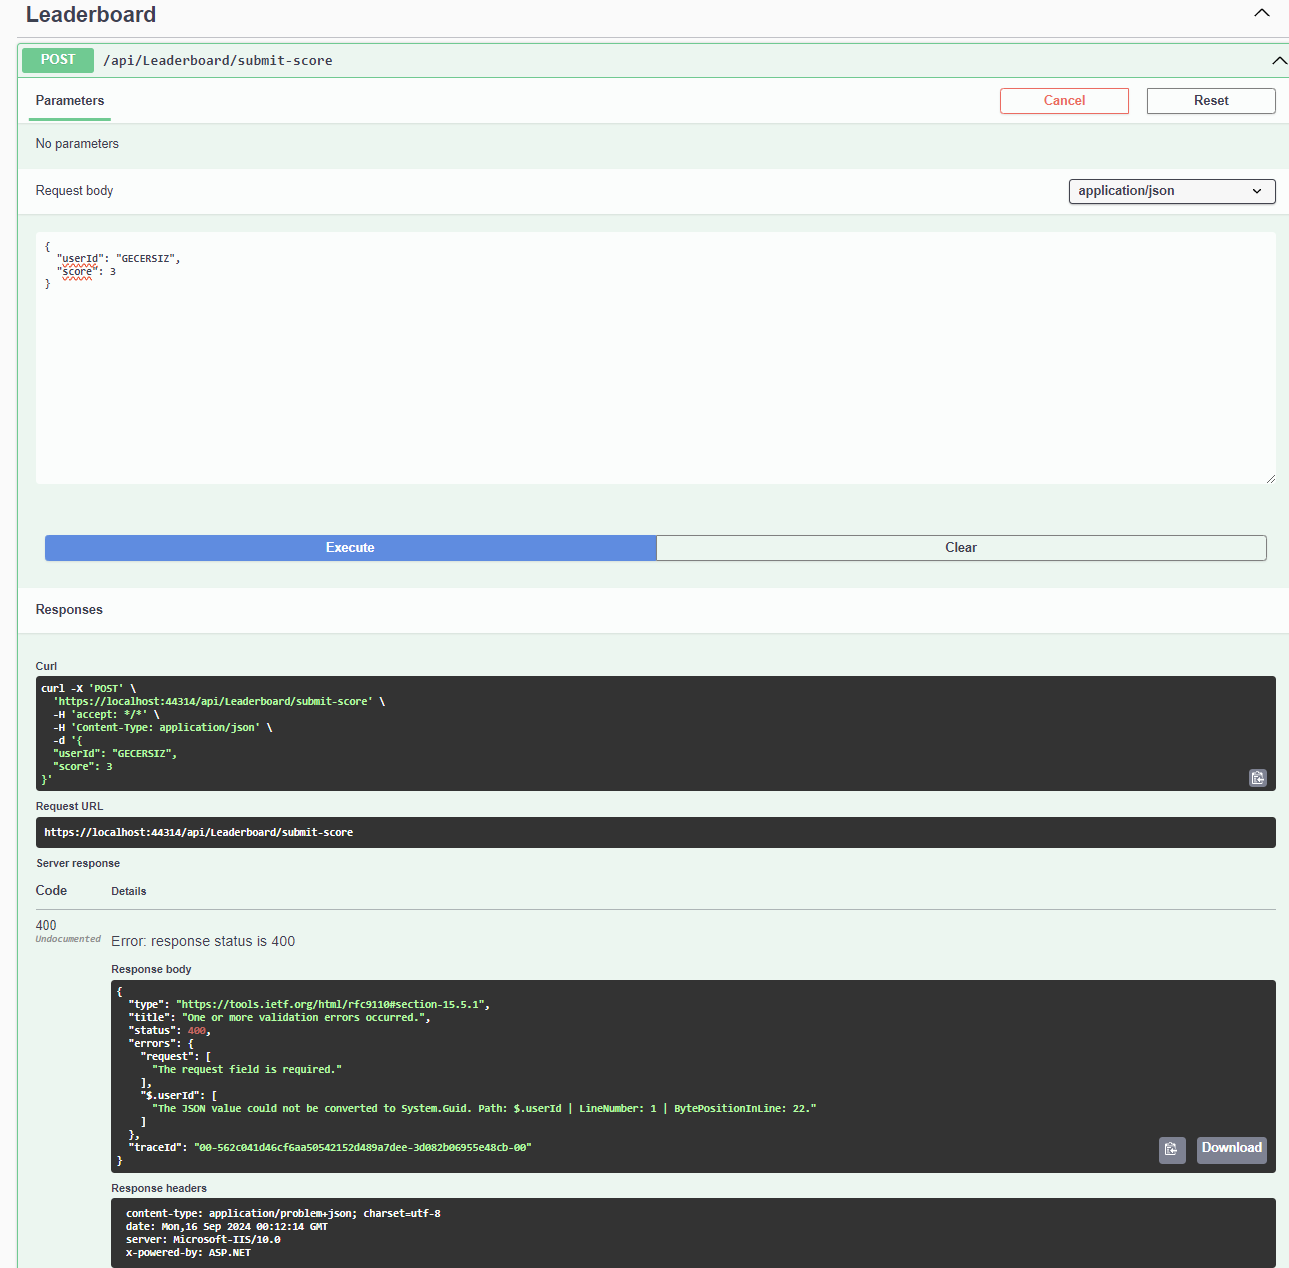 Leaderboard
POST /api/Leaderboard/submit-score
Parameters Cancel Reset
No parameters
Request body application/json
{
  "userId": "GECERSIZ",
  "score": 3
}
Execute Clear
Responses
Curl
curl -X 'POST' \
  'https://localhost:44314/api/Leaderboard/submit-score' \
  -H 'accept: */*' \
  -H 'Content-Type: application/json' \
  -d '{
  "userId": "GECERSIZ",
  "score": 3
}'
Request URL
https://localhost:44314/api/Leaderboard/submit-score
Server response
Code Details
400
Undocumented Error: response status is 400
Response body
{
  "type": "https://tools.ietf.org/html/rfc9110#section-15.5.1",
  "title": "One or more validation errors occurred.",
  "status": 400,
  "errors": {
    "request": [
      "The request field is required."
    ],
    "$.userId": [
      "The JSON value could not be converted to System.Guid. Path: $.userId | LineNumber: 1 | BytePositionInLine: 22."
    ]
  },
  "traceId": "00-562c041d46cf6aa50542152d489a7dee-3d082b06955e48cb-00"
}
Download
Response headers
content-type: application/problem+json; charset=utf-8
date: Mon,16 Sep 2024 00:12:14 GMT
server: Microsoft-IIS/10.0
x-powered-by: ASP.NET